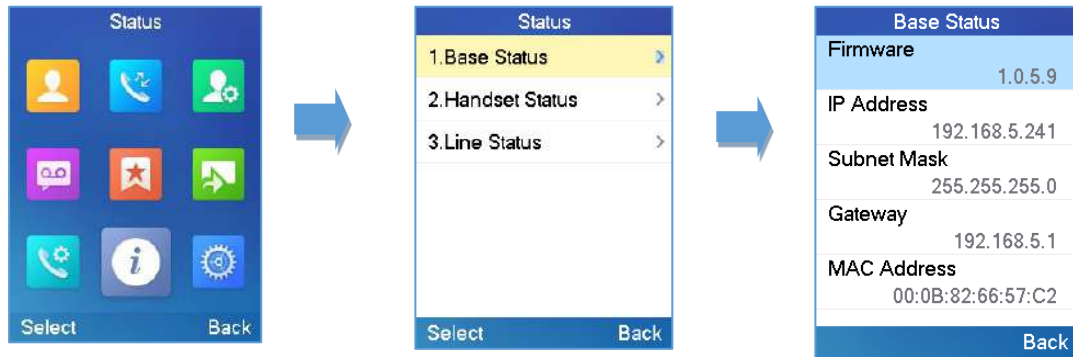 Status
Select Back
Status
1.Base Status
2.Handset Status
3.Line Status
Select Back
Base Status
Firmware
1.0.5.9
IP Address
192.168.5.241
Subnet Mask
255.255.255.0
Gateway
192.168.5.1
MAC Address
00:0B:82:66:57:C2
Back